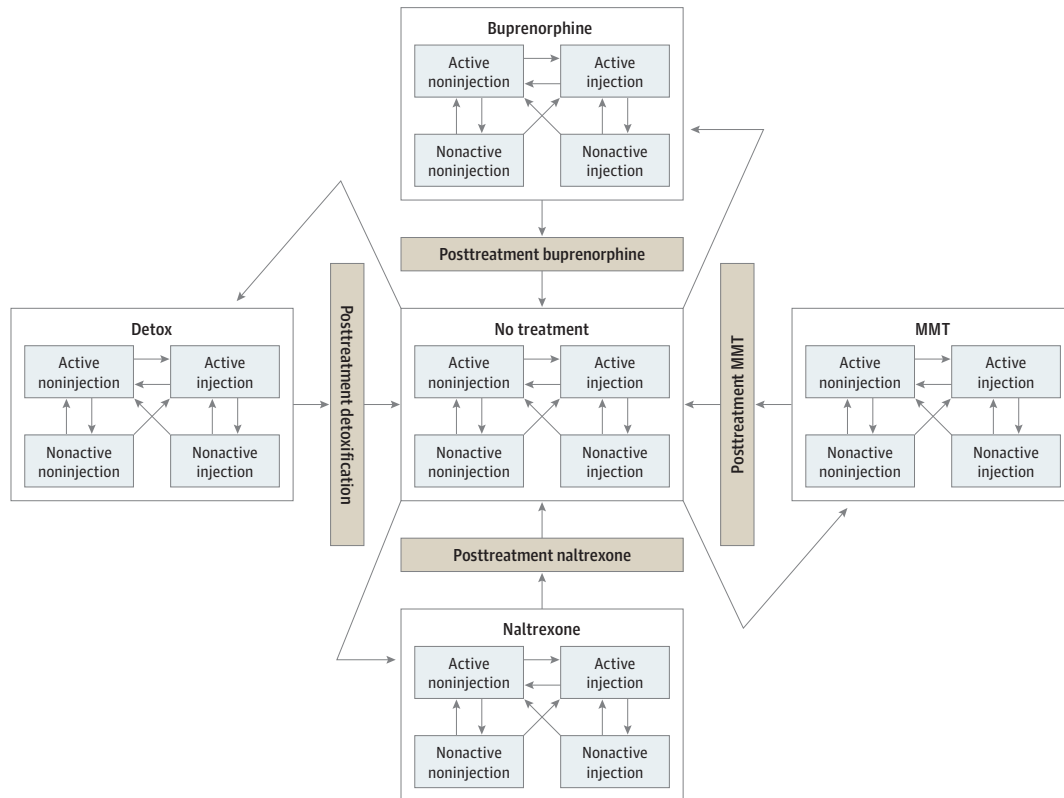 Buprenorphine
Active
noninjection
Active
injection
Nonactive
noninjection
Nonactive
injection
Posttreatment buprenorphine
Detox
Active
noninjection
Active
injection
Nonactive
noninjection
Nonactive
injection
Posttreatment detoxification
No treatment
Active
noninjection
Active
injection
Nonactive
noninjection
Nonactive
injection
Posttreatment MMT
MMT
Active
noninjection
Active
injection
Nonactive
noninjection
Nonactive
injection
Posttreatment naltrexone
Naltrexone
Active
noninjection
Active
injection
Nonactive
noninjection
Nonactive
injection